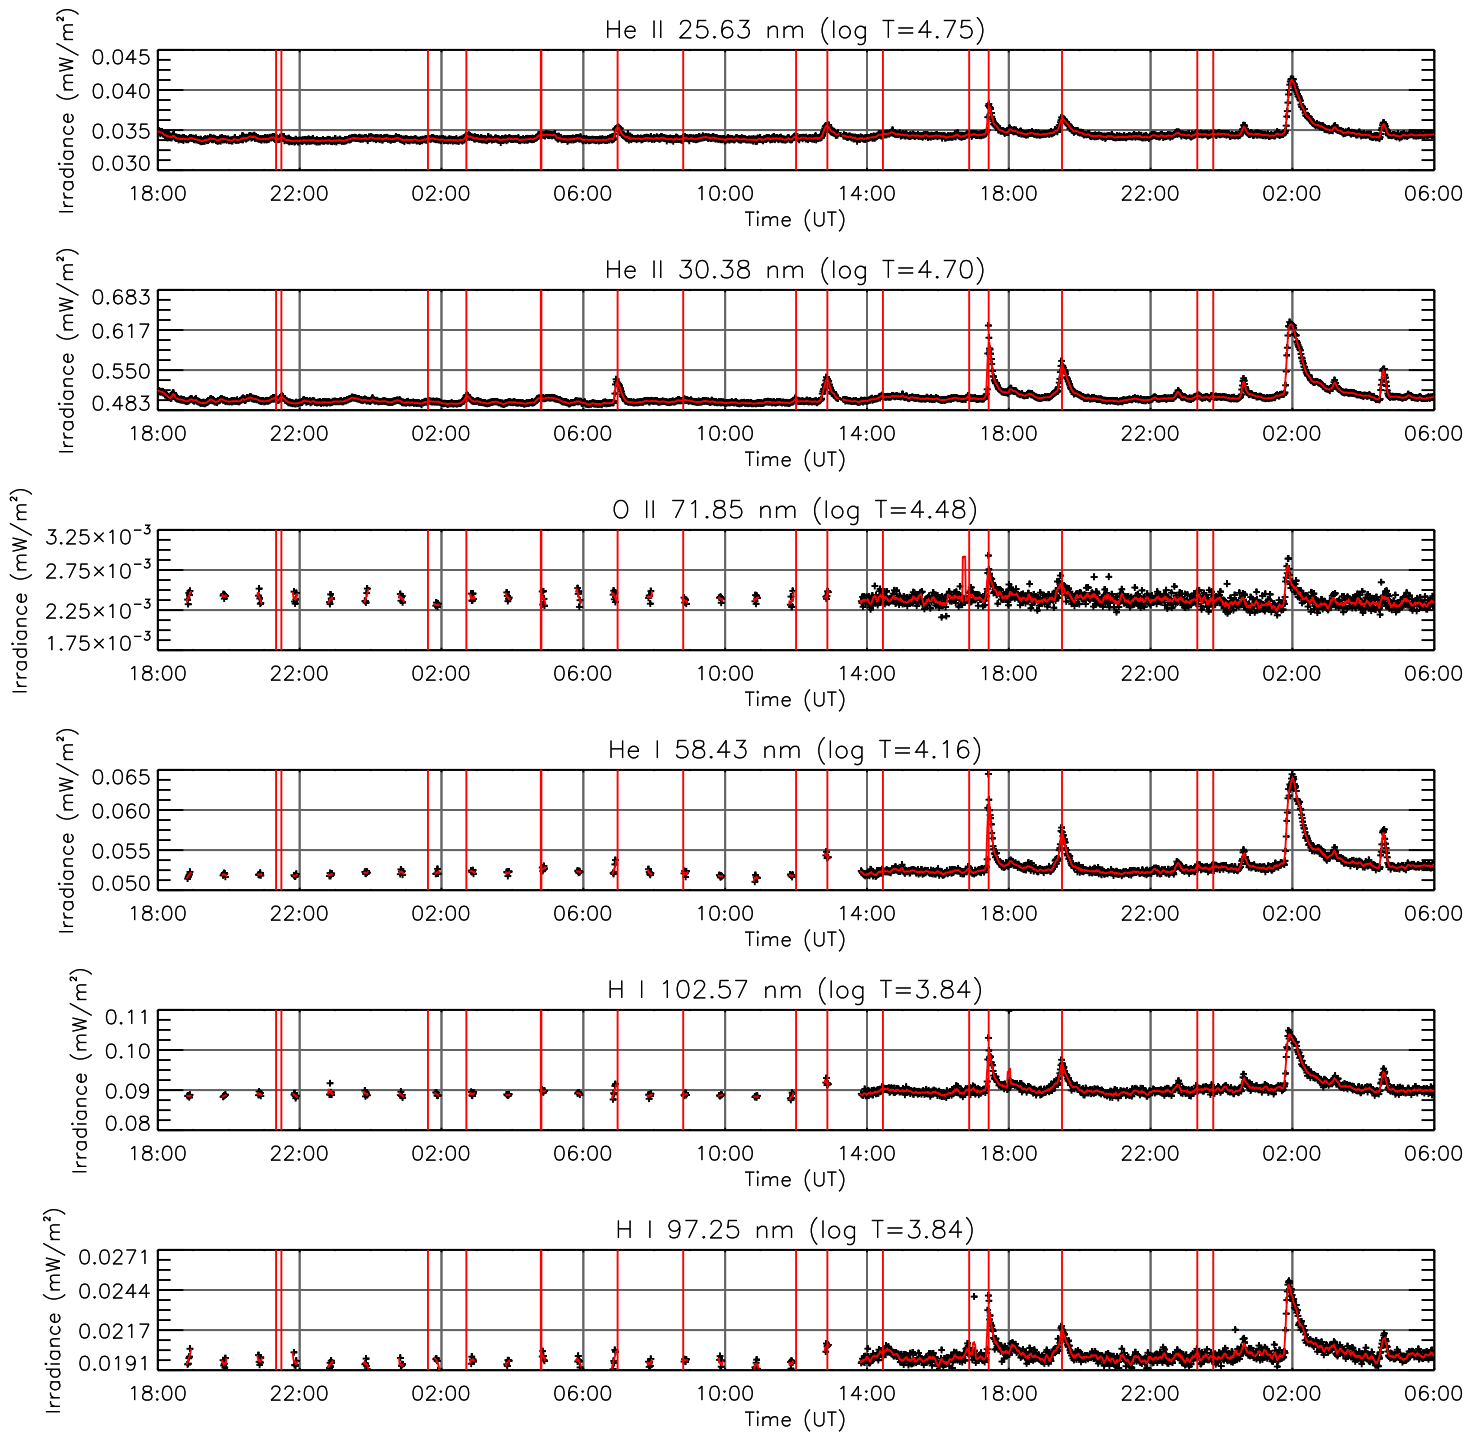 He II 25.63 nm (log T=4.75)
Irradiance (mW/m²)
0.045
0.040
0.035
0.030
18:00 22:00 02:00 06:00 10:00 14:00 18:00 22:00 02:00 06:00
Time (UT)
He II 30.38 nm (log T=4.70)
Irradiance (mW/m²)
0.683
0.617
0.550
0.483
18:00 22:00 02:00 06:00 10:00 14:00 18:00 22:00 02:00 06:00
Time (UT)
O II 71.85 nm (log T=4.48)
Irradiance (mW/m²)
3.25×10⁻³
2.75×10⁻³
2.25×10⁻³
1.75×10⁻³
18:00 22:00 02:00 06:00 10:00 14:00 18:00 22:00 02:00 06:00
Time (UT)
He I 58.43 nm (log T=4.16)
Irradiance (mW/m²)
0.065
0.060
0.055
0.050
18:00 22:00 02:00 06:00 10:00 14:00 18:00 22:00 02:00 06:00
Time (UT)
H I 102.57 nm (log T=3.84)
Irradiance (mW/m²)
0.11
0.10
0.09
0.08
18:00 22:00 02:00 06:00 10:00 14:00 18:00 22:00 02:00 06:00
Time (UT)
H I 97.25 nm (log T=3.84)
Irradiance (mW/m²)
0.0271
0.0244
0.0217
0.0191
18:00 22:00 02:00 06:00 10:00 14:00 18:00 22:00 02:00 06:00
Time (UT)